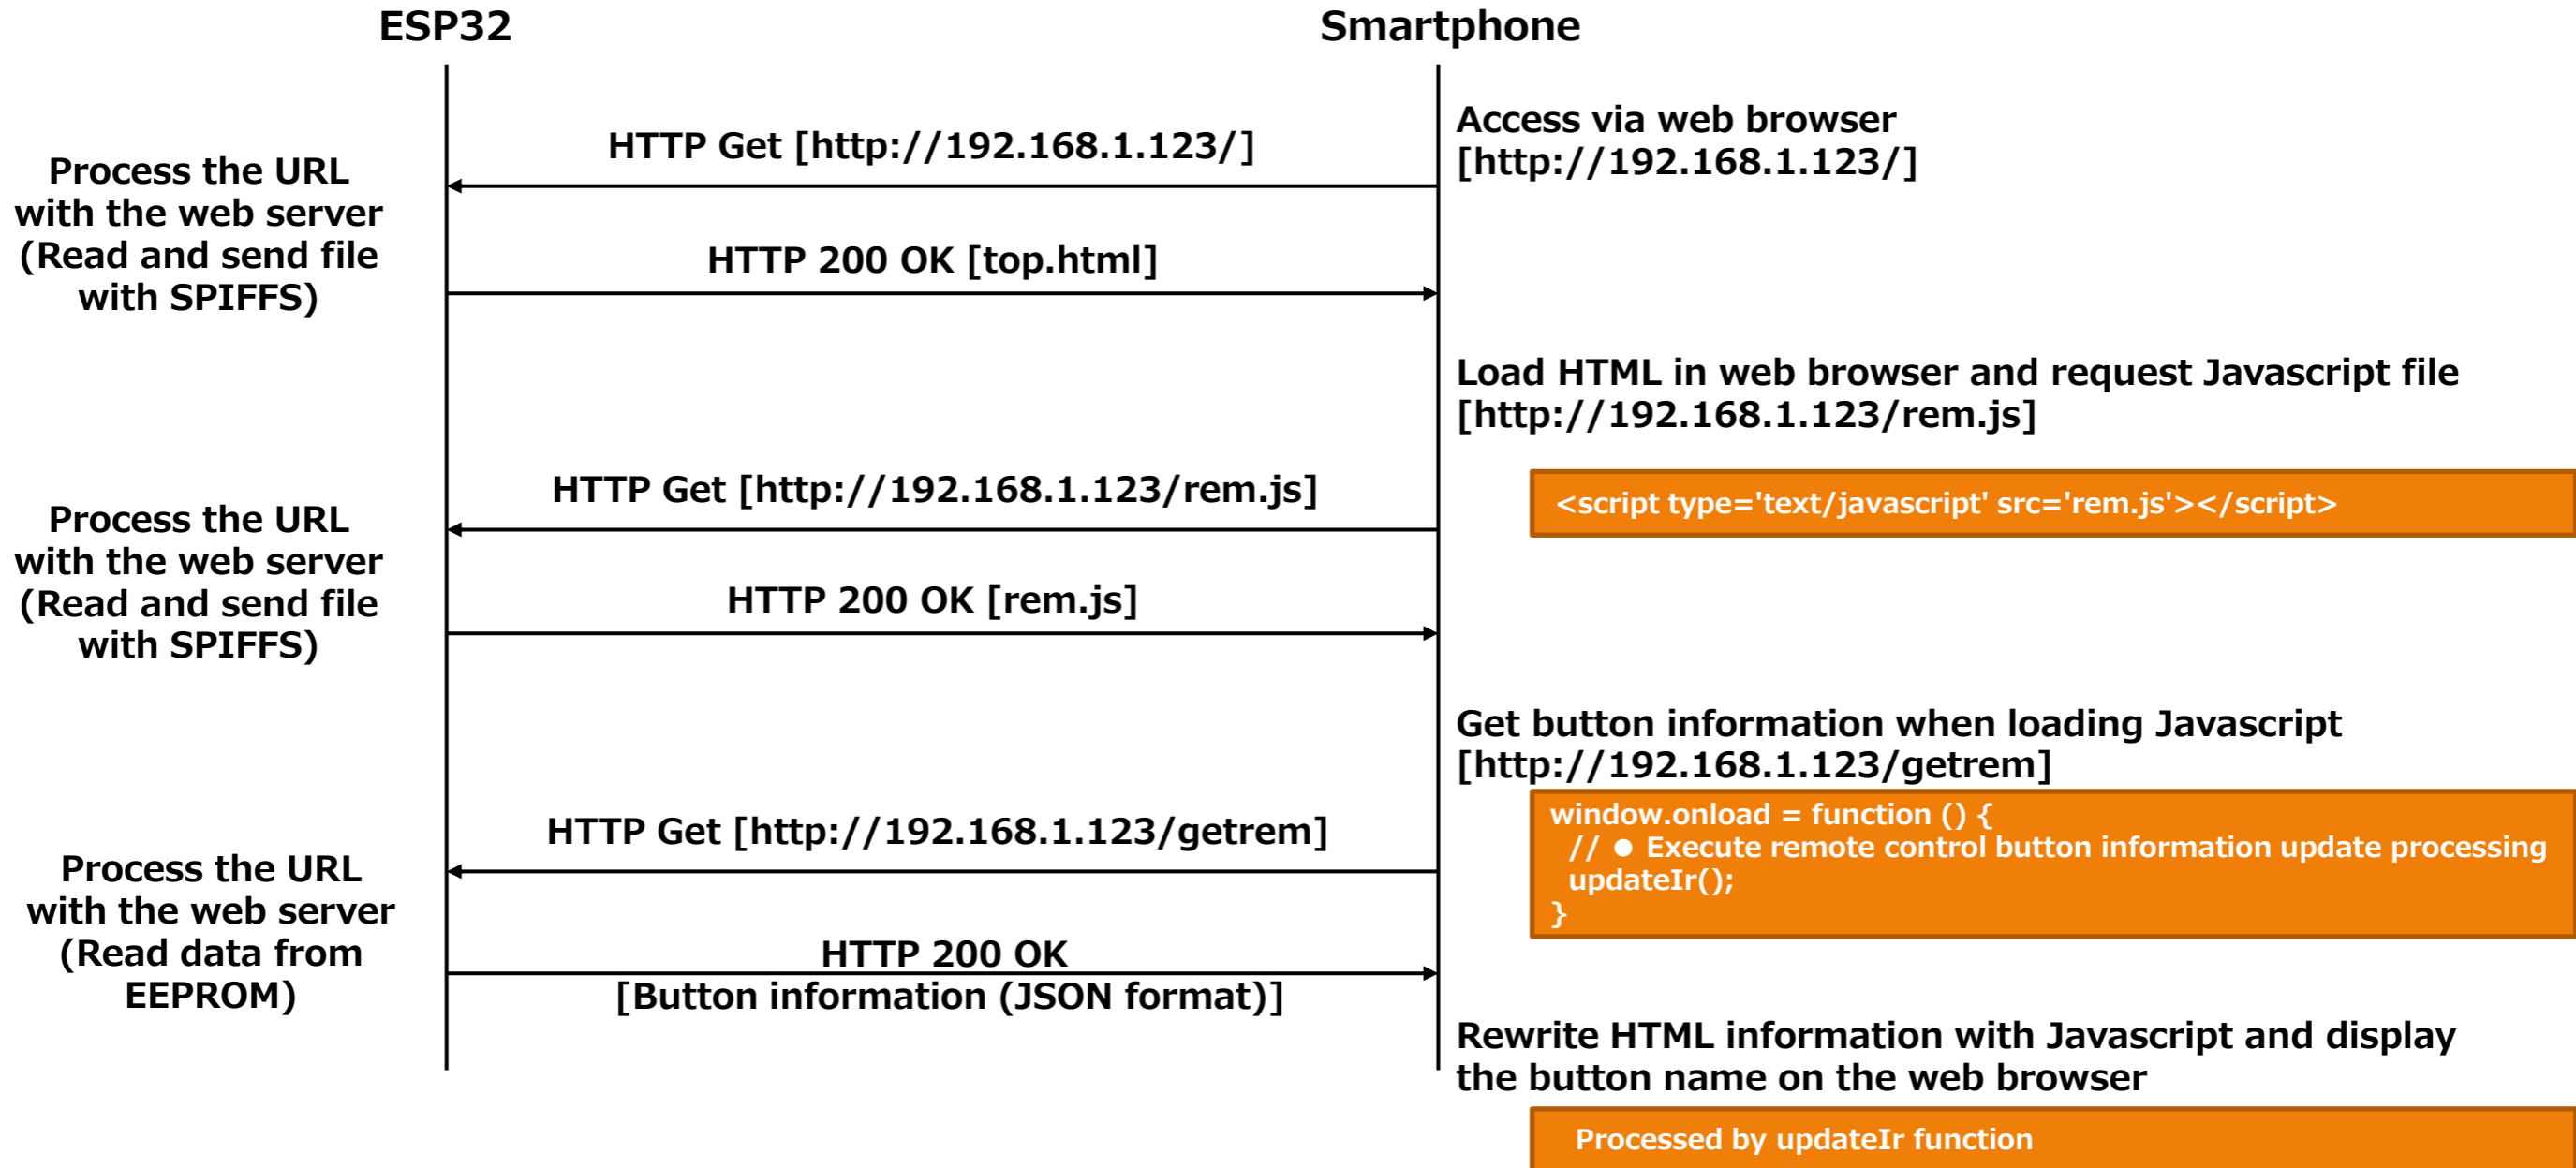 ESP32
Smartphone
Access via web browser
[http://192.168.1.123/]
HTTP Get [http://192.168.1.123/]
Process the URL
with the web server
(Read and send file
with SPIFFS)
HTTP 200 OK [top.html]
Load HTML in web browser and request Javascript file
[http://192.168.1.123/rem.js]
<script type='text/javascript' src='rem.js'></script>
HTTP Get [http://192.168.1.123/rem.js]
Process the URL
with the web server
(Read and send file
with SPIFFS)
HTTP 200 OK [rem.js]
Get button information when loading Javascript
[http://192.168.1.123/getrem]
window.onload = function () {
// ● Execute remote control button information update processing
updateIr();
}
HTTP Get [http://192.168.1.123/getrem]
Process the URL
with the web server
(Read data from
EEPROM)
HTTP 200 OK
[Button information (JSON format)]
Rewrite HTML information with Javascript and display
the button name on the web browser
Processed by updateIr function